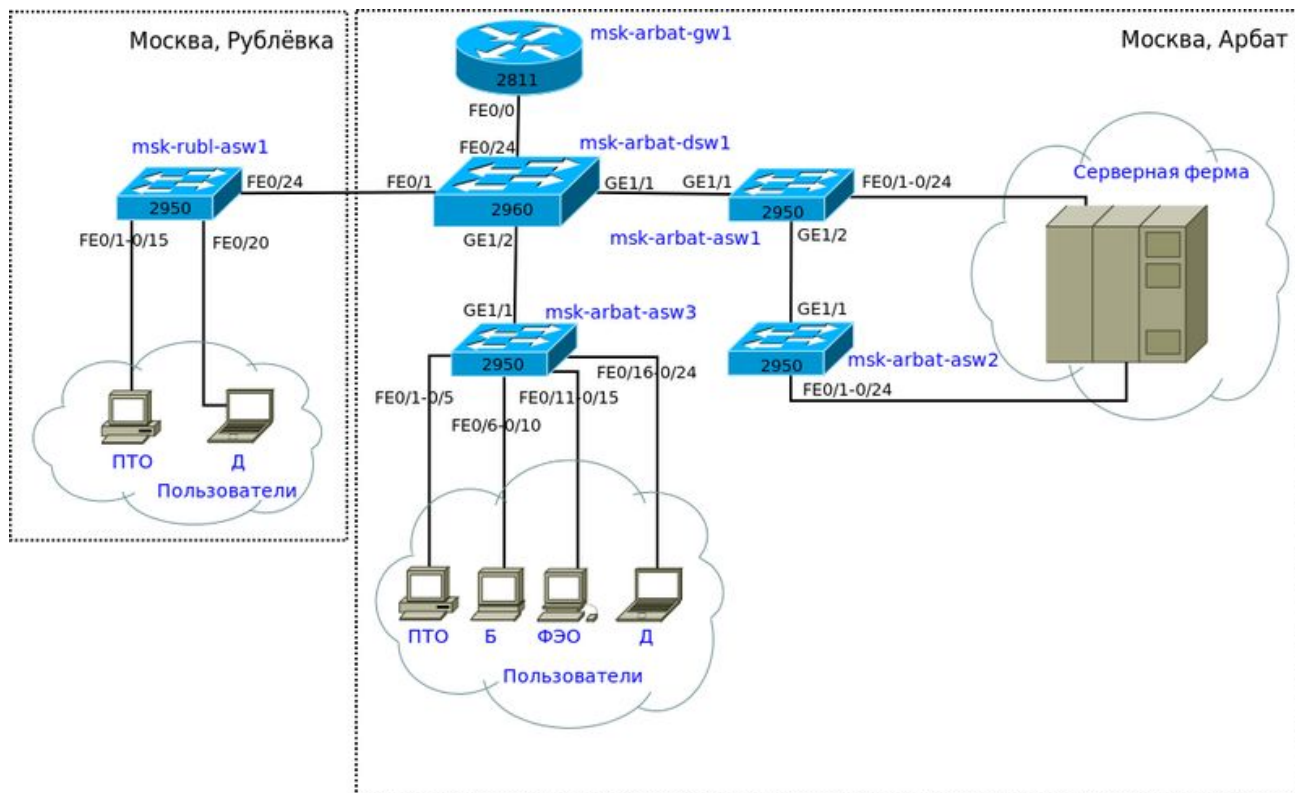 Москва, Рублёвка
msk-arbat-gw1
Москва, Арбат
2811
FE0/0
msk-rubl-asw1
FE0/24
msk-arbat-dsw1
Серверная ферма
FE0/24
FE0/1
GE1/1
GE1/1
FE0/1-0/24
2950
2960
2950
FE0/1-0/15
FE0/20
GE1/2
msk-arbat-asw1
GE1/2
GE1/1
msk-arbat-asw3
GE1/1
2950
FE0/16-0/24
2950
msk-arbat-asw2
FE0/1-0/5
FE0/11-0/15
FE0/1-0/24
FE0/6-0/10
ПТО
Д
Пользователи
ПТО
Б
ФЭО
Д
Пользователи